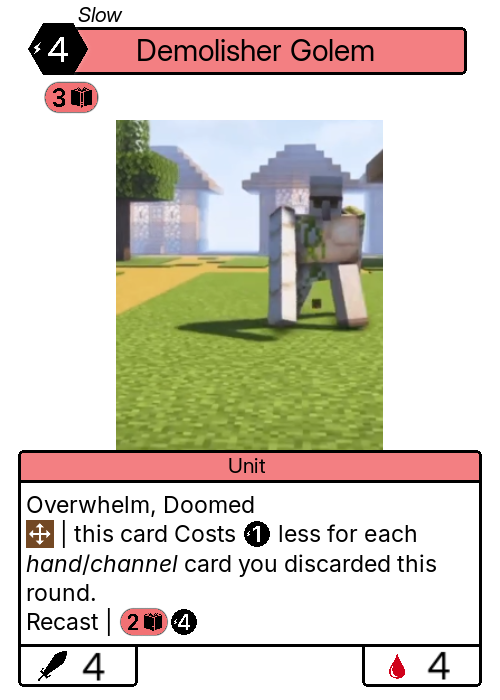 Slow
4 Demolisher Golem
3
Unit
Overwhelm, Doomed
| this card Costs 1 less for each
hand/channel card you discarded this
round.
Recast | 2 4
4 4